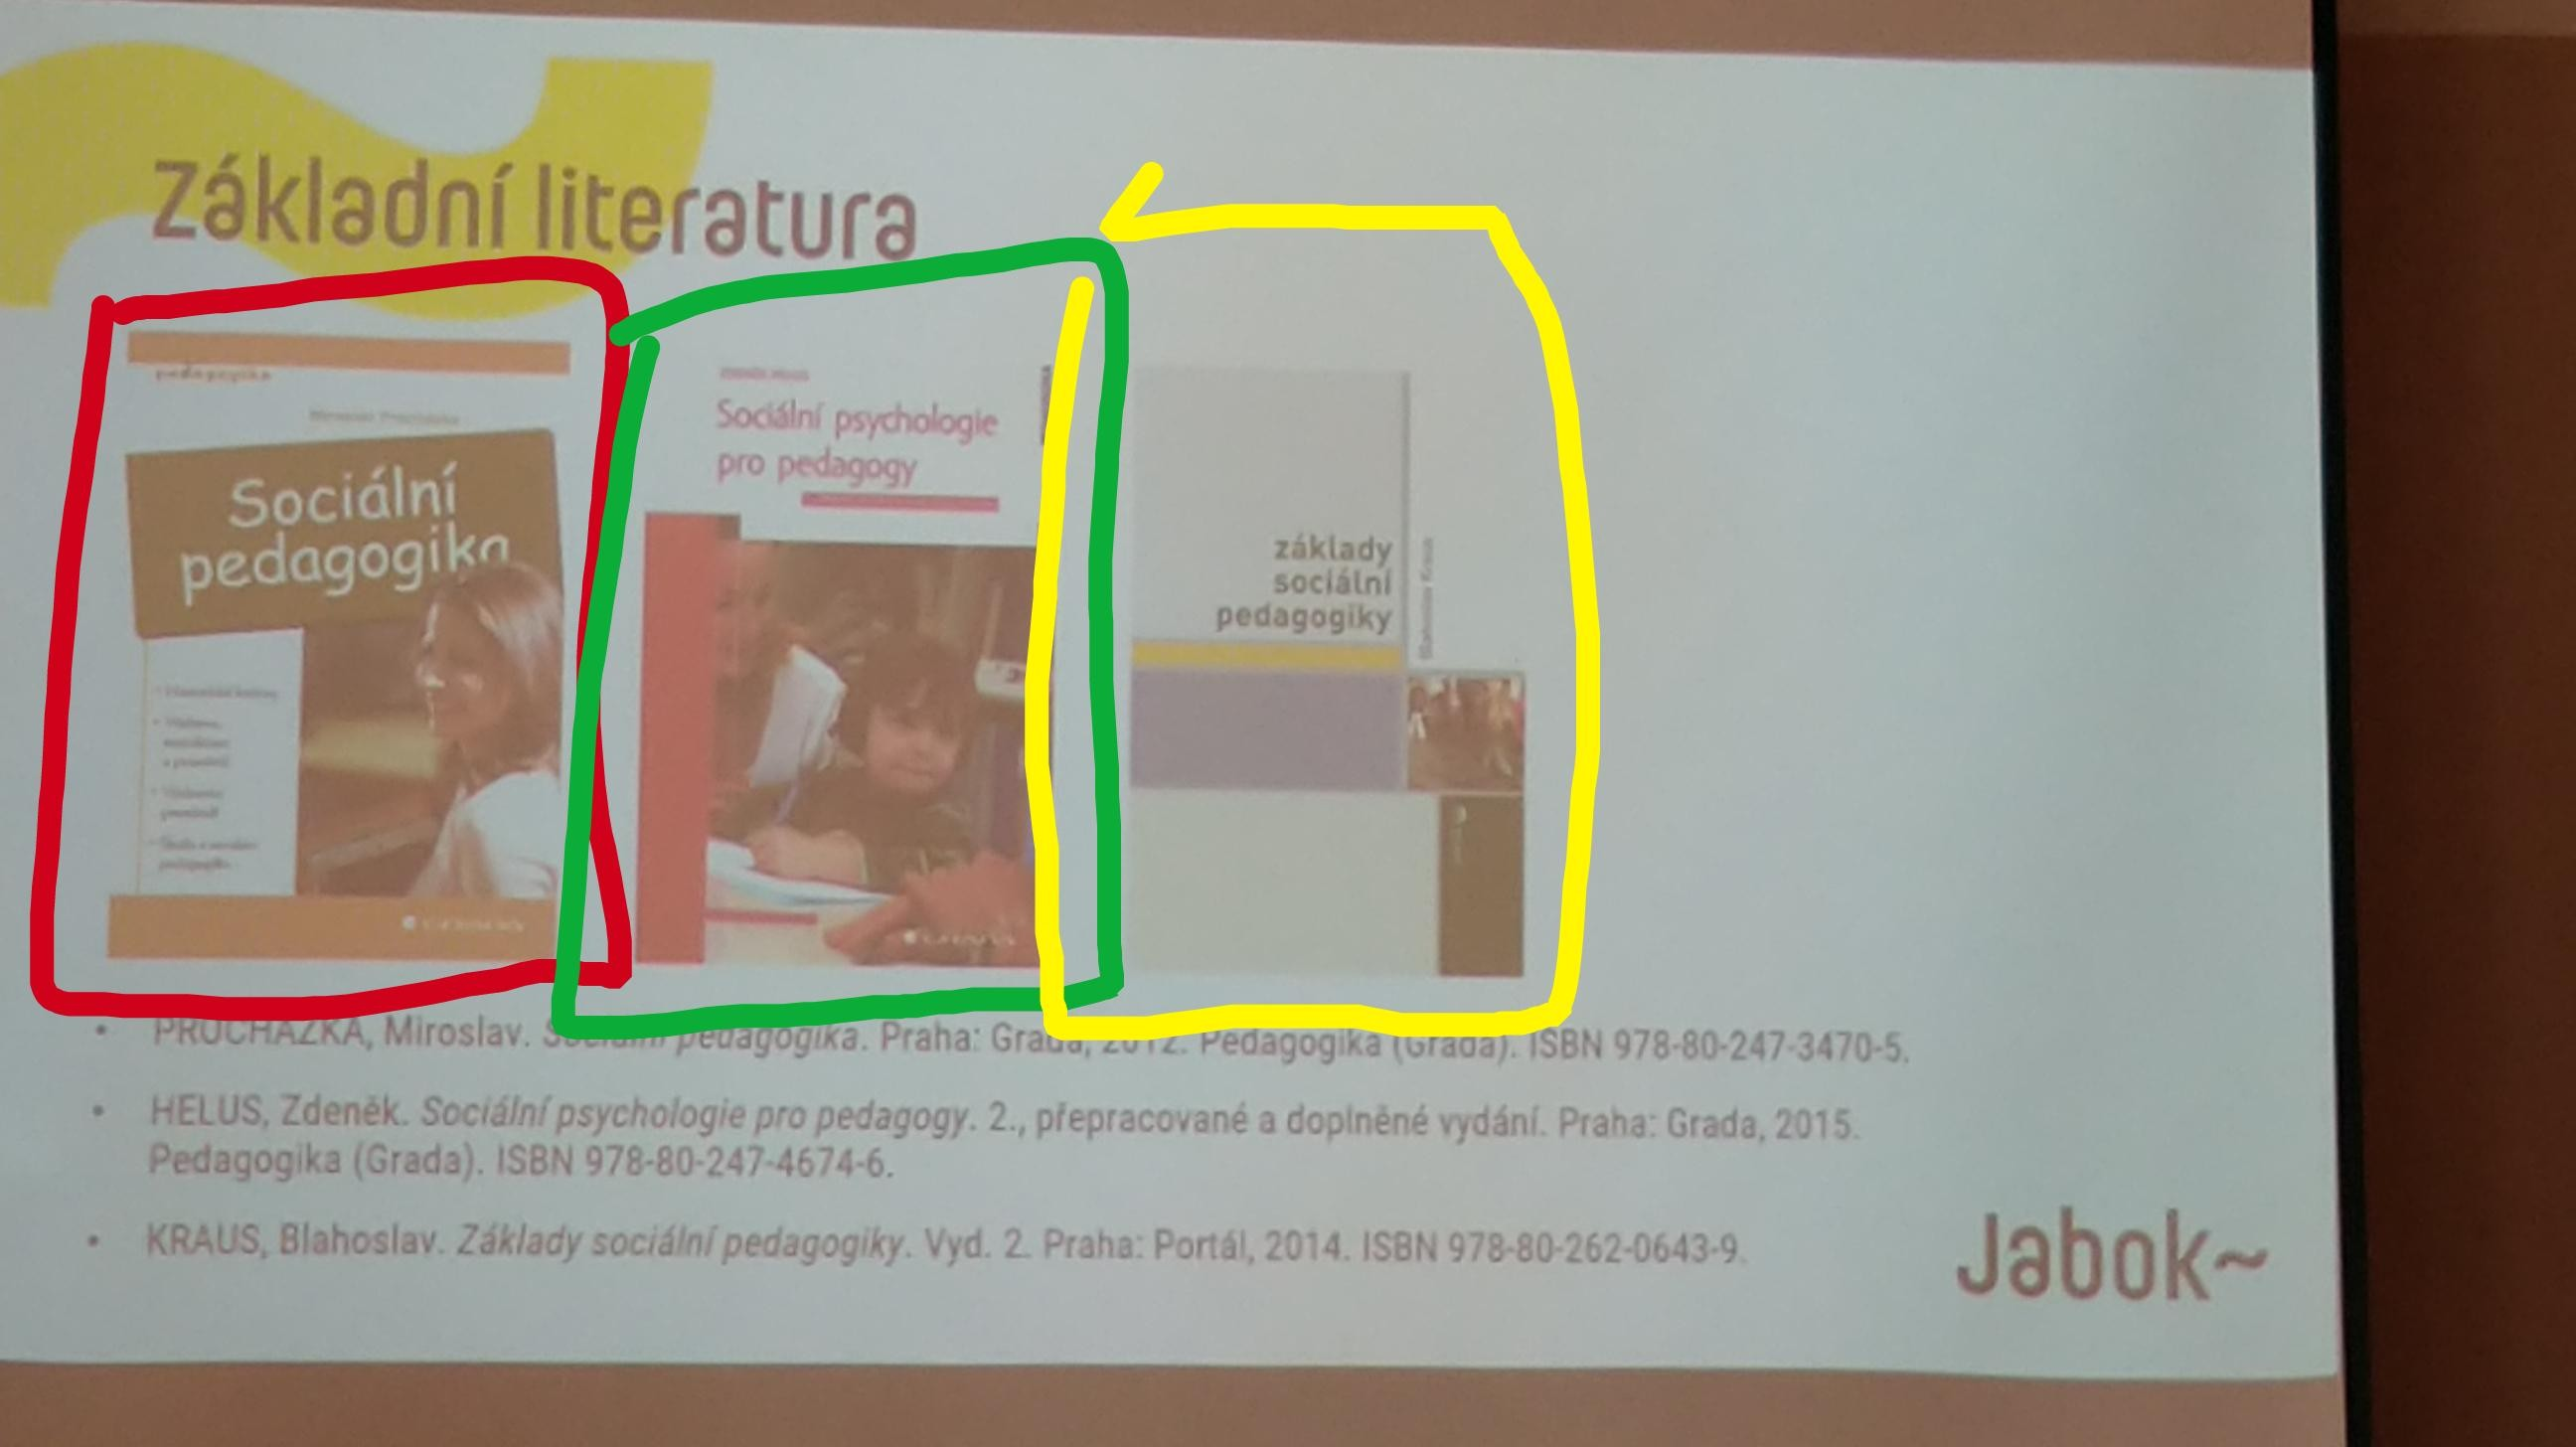 Základní literatura
pedagogika
Sociální
pedagogika
Sociální psychologie
pro pedagogy
základy
sociální
pedagogiky
Blahoslav Kraus
• PROCHÁZKA, Miroslav. Sociální pedagogika. Praha: Grada, 2012. Pedagogika (Grada). ISBN 978-80-247-3470-5.
• HELUS, Zdeněk. Sociální psychologie pro pedagogy. 2., přepracované a doplněné vydání. Praha: Grada, 2015.
Pedagogika (Grada). ISBN 978-80-247-4674-6.
• KRAUS, Blahoslav. Základy sociální pedagogiky. Vyd. 2. Praha: Portál, 2014. ISBN 978-80-262-0643-9.
Jabok~